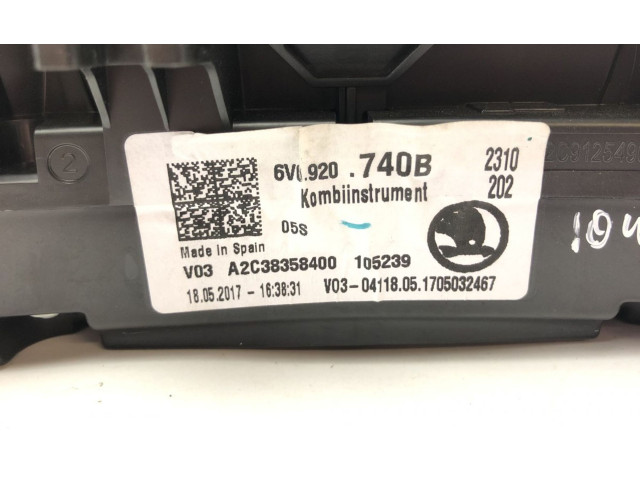 6V0.920 .740B 2310
Kombiinstrument 202
05S
Made in Spain
V03 A2C38358400 105239
18.05.2017 - 16:38:31 V03-04118.05.1705032467
2